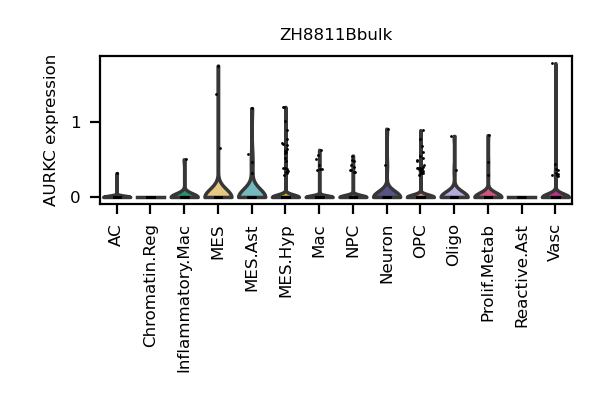 ZH8811Bbulk
AURKC expression
1
0
AC
Chromatin.Reg
Inflammatory.Mac
MES
MES.Ast
MES.Hyp
Mac
NPC
Neuron
OPC
Oligo
Prolif.Metab
Reactive.Ast
Vasc